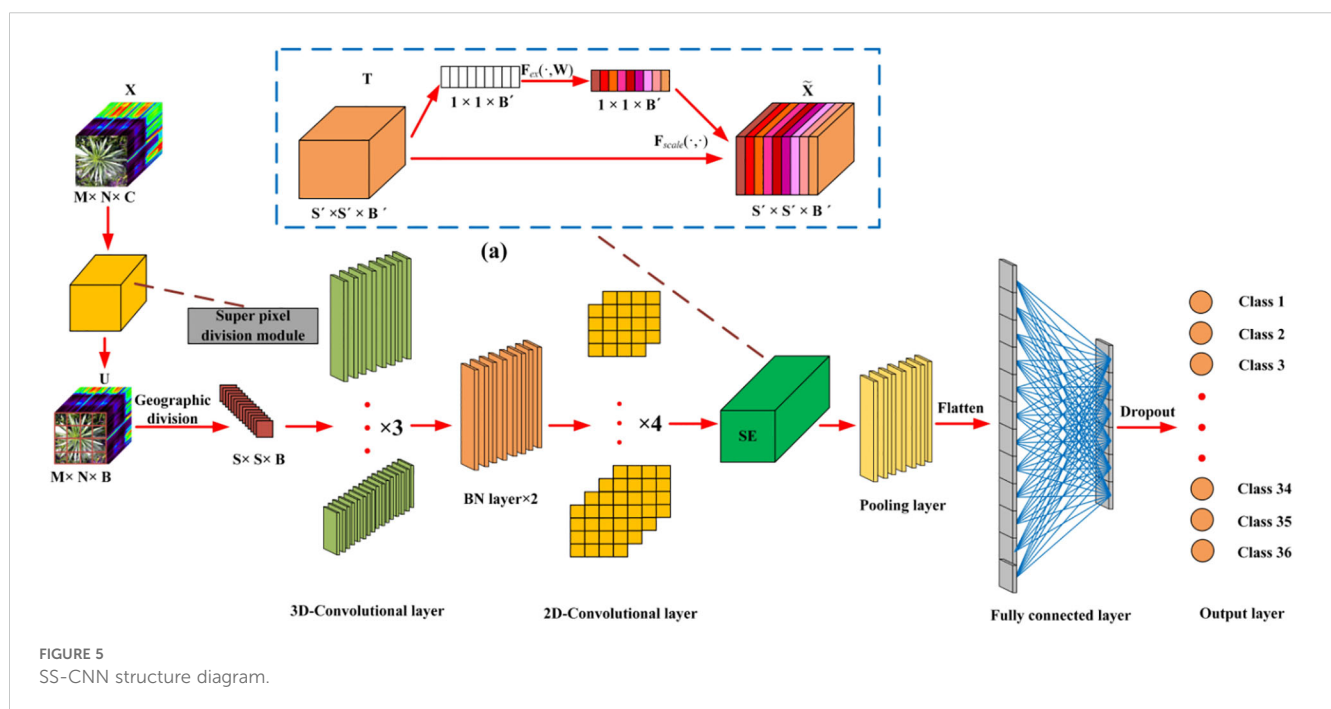 X
M× N× C
Super pixel
division module
U
M× N× B
Geographic
division
S× S× B
T
S´ ×S´ × B ´
1 × 1 × B´
F_ex(·,W)
1 × 1 × B´
F_scale(·,·)
X̃
S´ × S´ × B ´
(a)
×3
3D-Convolutional layer
BN layer×2
×4
2D-Convolutional layer
SE
Pooling layer
Flatten
Fully connected layer
Dropout
Class 1
Class 2
Class 3
Class 34
Class 35
Class 36
Output layer
FIGURE 5
SS-CNN structure diagram.